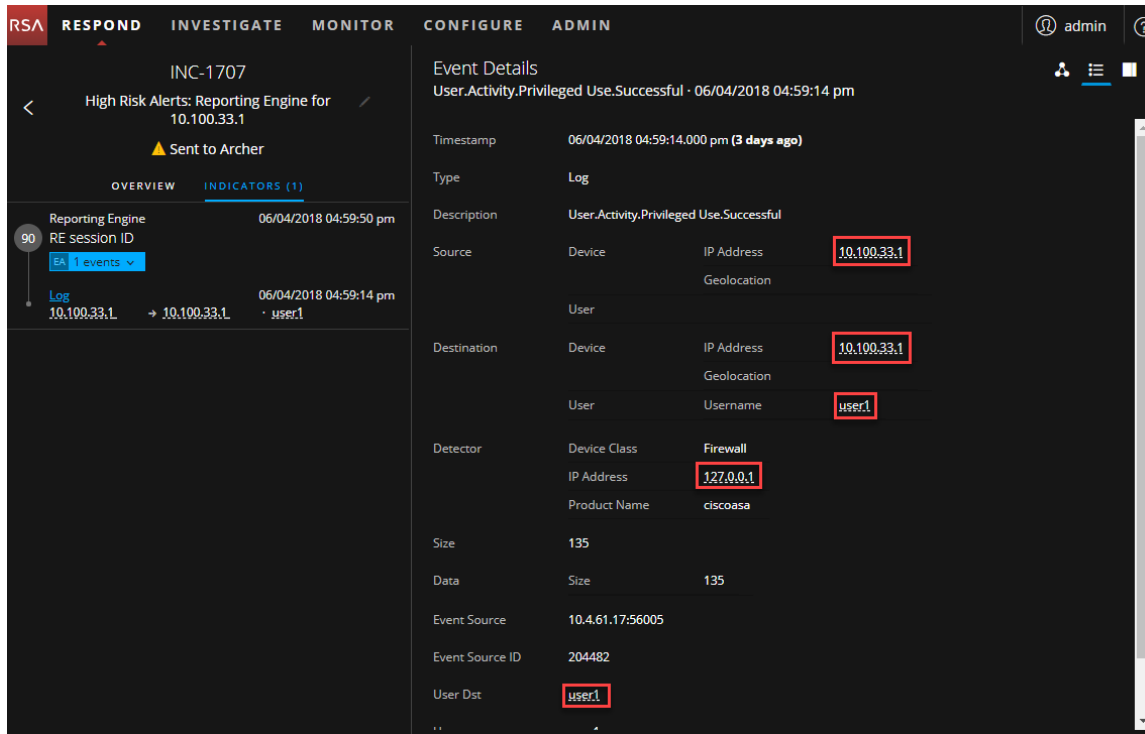 RSA RESPOND INVESTIGATE MONITOR CONFIGURE ADMIN admin
INC-1707
High Risk Alerts: Reporting Engine for
10.100.33.1
Sent to Archer
OVERVIEW INDICATORS (1)
Reporting Engine 06/04/2018 04:59:50 pm
90 RE session ID
EA 1 events
Log 06/04/2018 04:59:14 pm
10.100.33.1 → 10.100.33.1 · user1
Event Details
User.Activity.Privileged Use.Successful · 06/04/2018 04:59:14 pm
Timestamp 06/04/2018 04:59:14.000 pm (3 days ago)
Type Log
Description User.Activity.Privileged Use.Successful
Source Device IP Address 10.100.33.1
Geolocation
User
Destination Device IP Address 10.100.33.1
Geolocation
User Username user1
Detector Device Class Firewall
IP Address 127.0.0.1
Product Name ciscoasa
Size 135
Data Size 135
Event Source 10.4.61.17:56005
Event Source ID 204482
User Dst user1